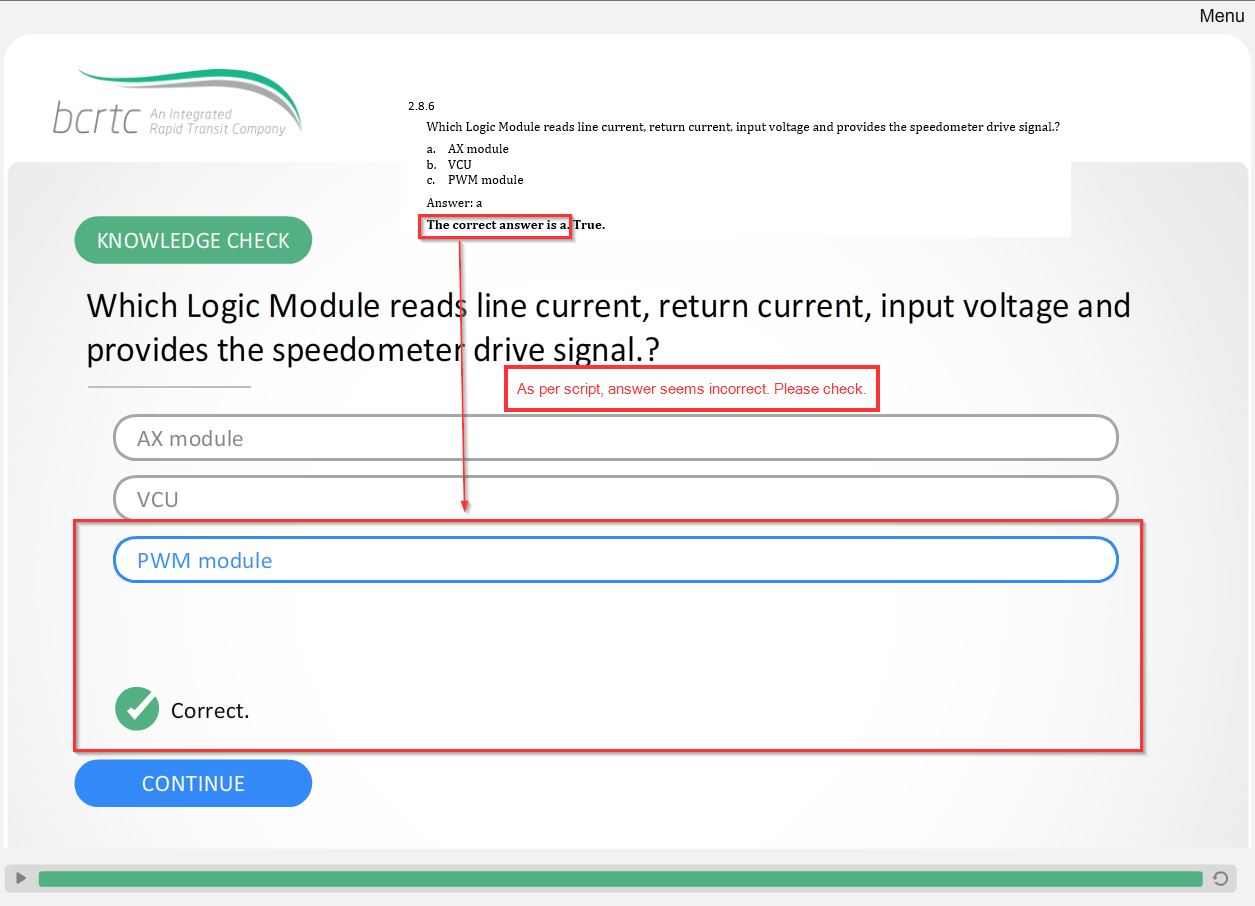 Menu
bcrtc An Integrated
Rapid Transit Company
2.8.6
Which Logic Module reads line current, return current, input voltage and provides the speedometer drive signal.?
a. AX module
b. VCU
c. PWM module
Answer: a
The correct answer is a. True.
KNOWLEDGE CHECK
Which Logic Module reads line current, return current, input voltage and
provides the speedometer drive signal.?
As per script, answer seems incorrect. Please check.
AX module
VCU
PWM module
Correct.
CONTINUE